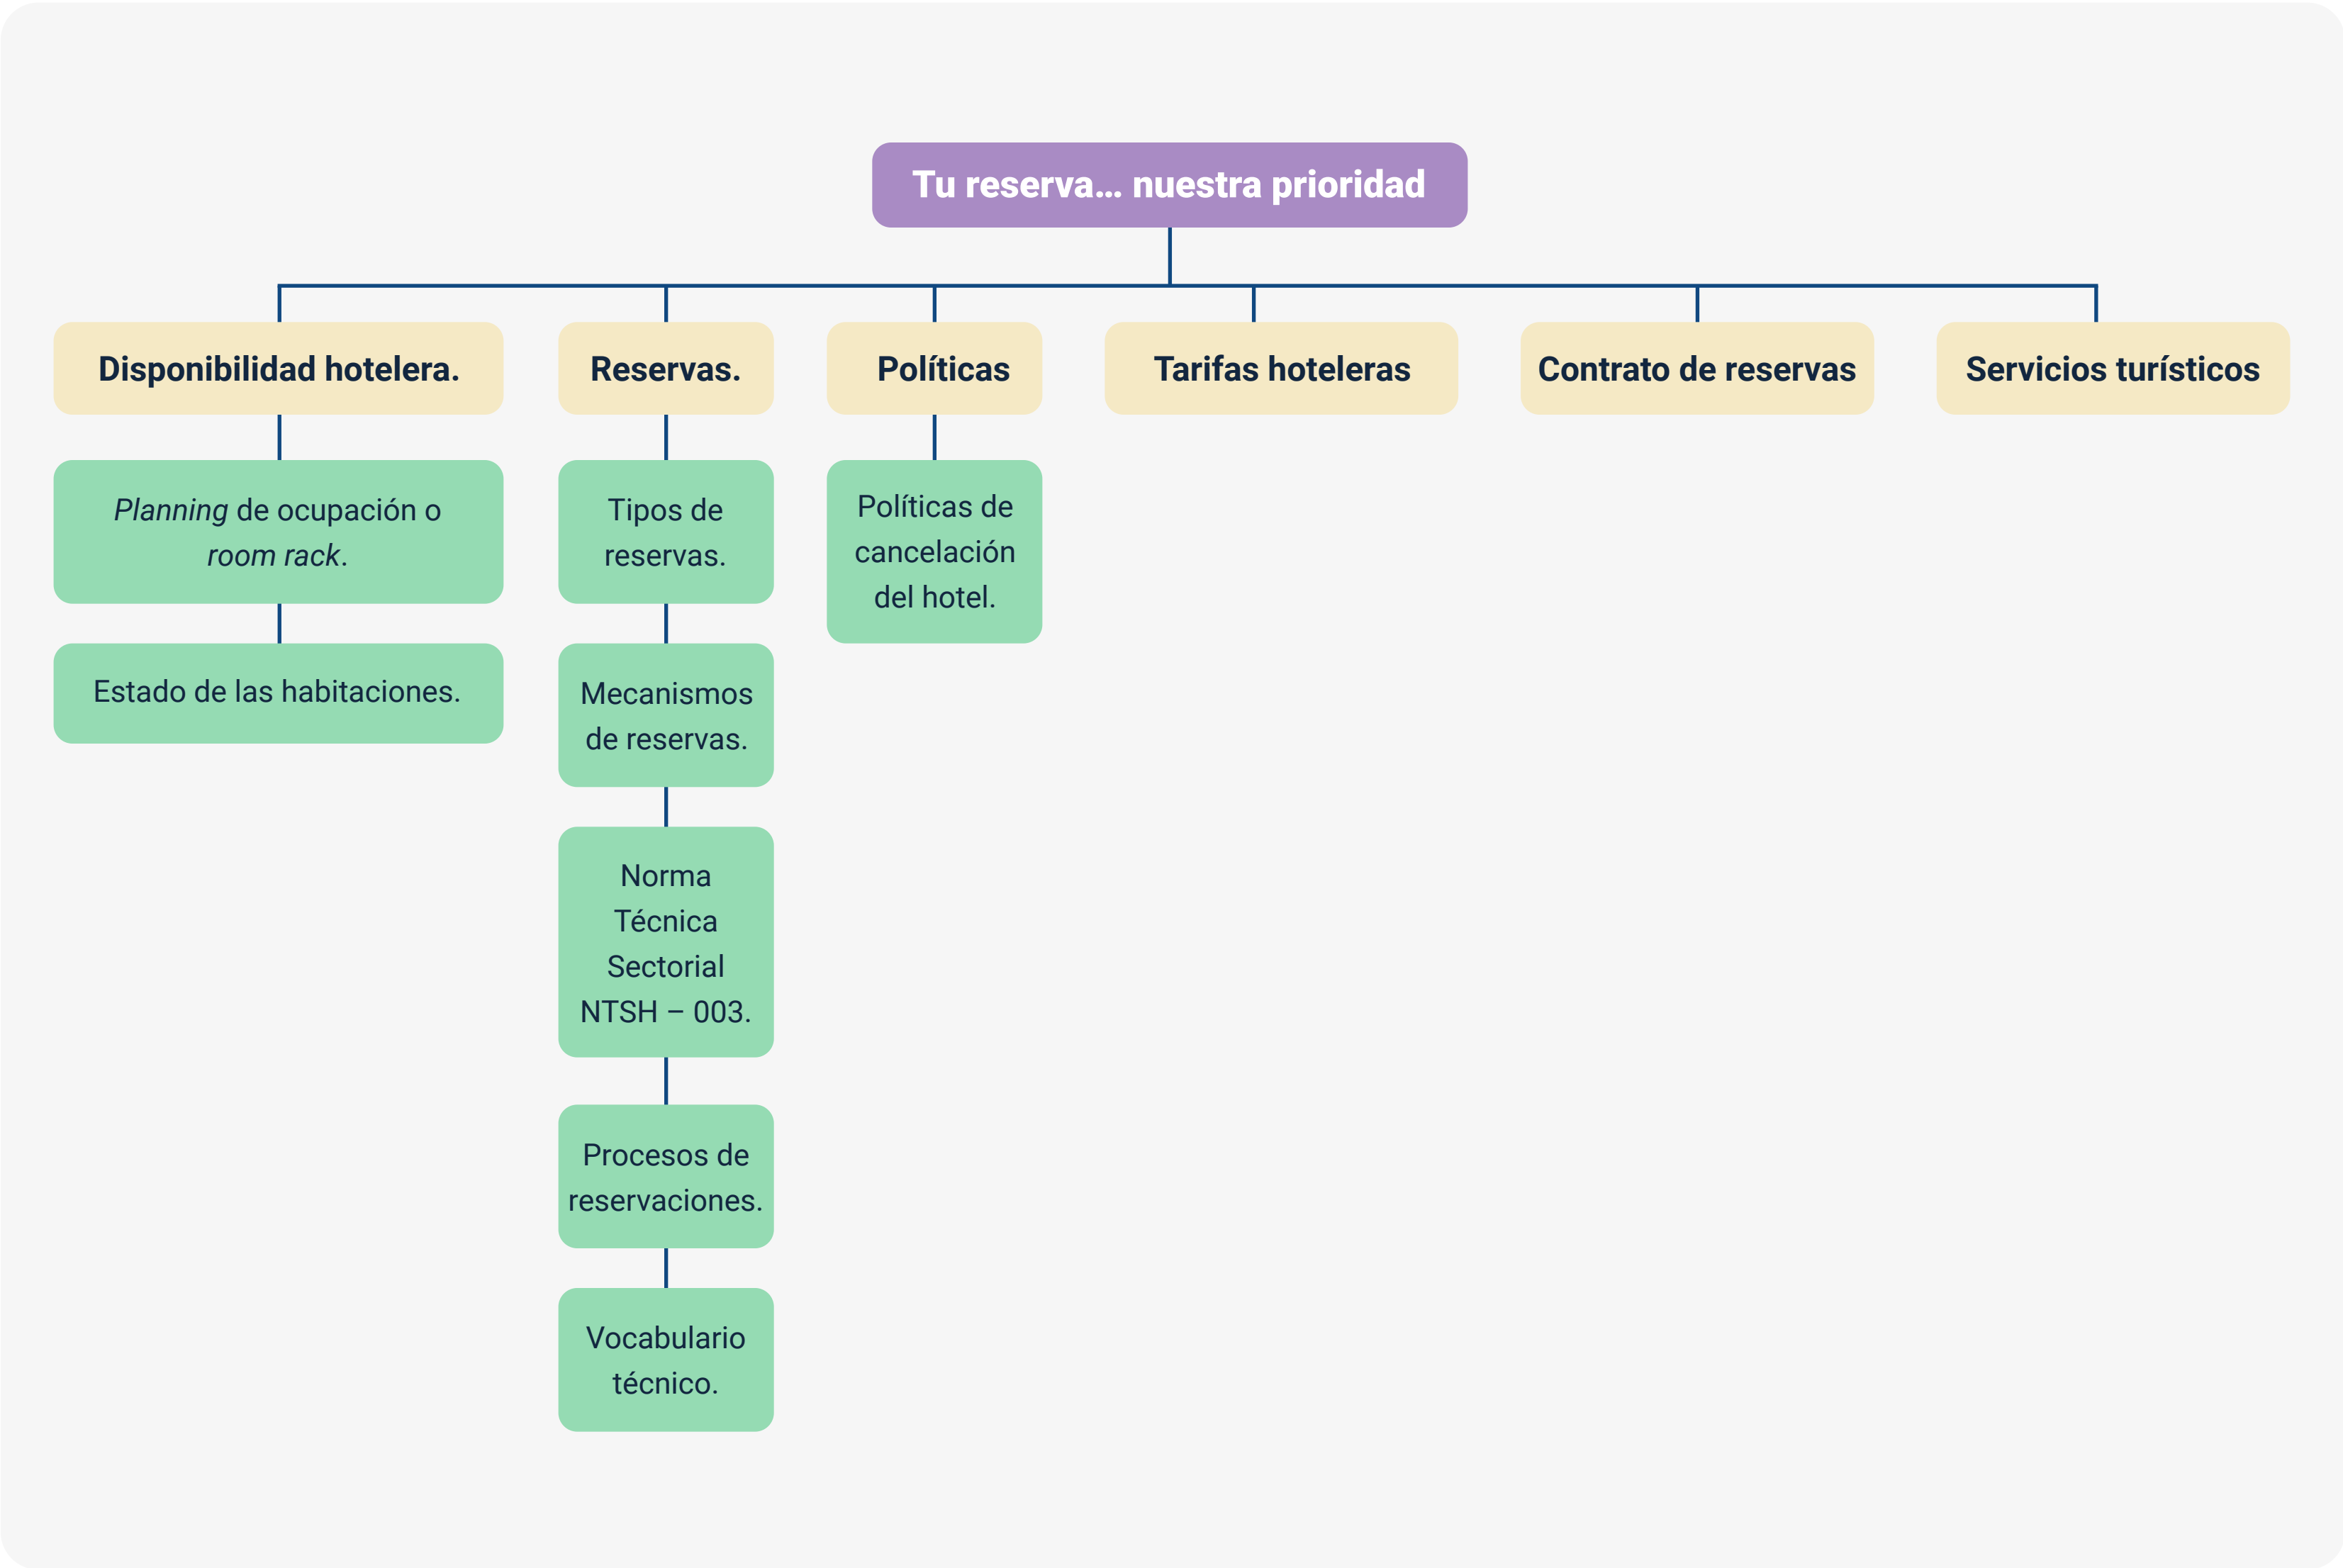 Tu reserva... nuestra prioridad
Disponibilidad hotelera.
Planning de ocupación o
room rack.
Estado de las habitaciones.
Reservas.
Tipos de
reservas.
Mecanismos
de reservas.
Norma
Técnica
Sectorial
NTSH – 003.
Procesos de
reservaciones.
Vocabulario
técnico.
Políticas
Políticas de
cancelación
del hotel.
Tarifas hoteleras
Contrato de reservas
Servicios turísticos